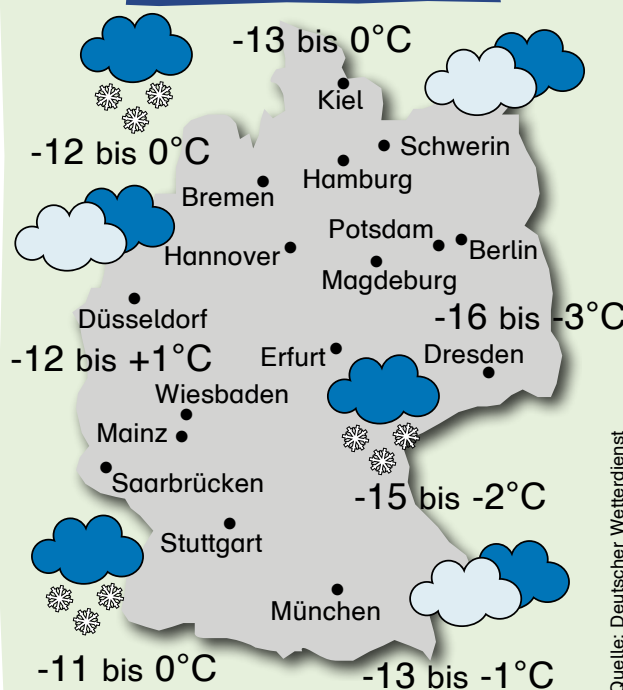 -13 bis 0°C
Kiel
-12 bis 0°C
Schwerin
Hamburg
Bremen
Potsdam
Berlin
Hannover
Magdeburg
Düsseldorf
-16 bis -3°C
-12 bis +1°C
Erfurt
Dresden
Wiesbaden
Mainz
Saarbrücken
-15 bis -2°C
Stuttgart
München
-11 bis 0°C
-13 bis -1°C
Quelle: Deutscher Wetterdienst